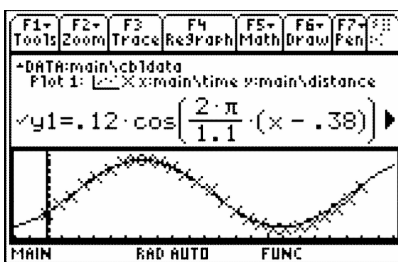 F1▾ F2▾ F3 F4 F5▾ F6▾ F7▾
Tools Zoom Trace ReGraph Math Draw Pen
▴DATA:main\cbldata
Plot 1: x:main\time y:main\distance
✓y1=.12·cos(2·π/1.1·(x-.38))▶
MAIN RAD AUTO FUNC